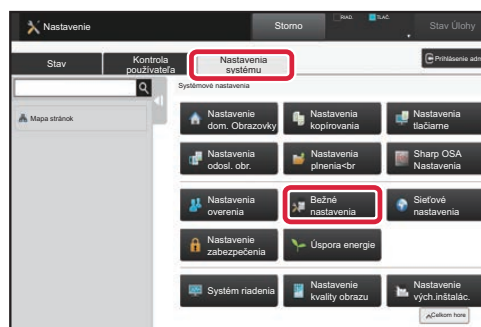 Nastavenie
Storno
RIAD.
TLAČ.
Stav Úlohy
Stav
Kontrola
používateľa
Nastavenia
systému
Prihlásenie adm
Systémové nastavenia
Mapa stránok
Nastavenie
dom. Obrazovky
Nastavenia
kopírovania
Nastavenia
tlačiarne
Nastavenia
odosl. obr.
Nastavenia
plnenia<br
Sharp OSA
Nastavenia
Nastavenia
overenia
Bežné
nastavenia
Sieťové
nastavenia
Nastavenie
zabezpečenia
Úspora energie
Systém riadenia
Nastavenie
kvality obrazu
Nastavenie
vých.inštalác.
Celkom hore